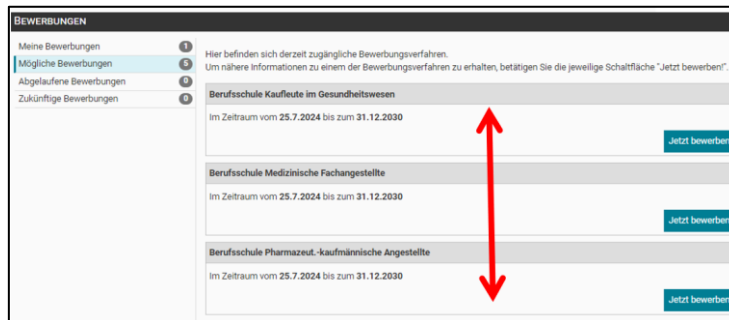 BEWERBUNGEN
Meine Bewerbungen 1
Mögliche Bewerbungen 5
Abgelaufene Bewerbungen 0
Zukünftige Bewerbungen 0
Hier befinden sich derzeit zugängliche Bewerbungsverfahren.
Um nähere Informationen zu einem der Bewerbungsverfahren zu erhalten, betätigen Sie die jeweilige Schaltfläche "Jetzt bewerben!".
Berufsschule Kaufleute im Gesundheitswesen
Im Zeitraum vom 25.7.2024 bis zum 31.12.2030
Jetzt bewerben
Berufsschule Medizinische Fachangestellte
Im Zeitraum vom 25.7.2024 bis zum 31.12.2030
Jetzt bewerben
Berufsschule Pharmazeut.-kaufmännische Angestellte
Im Zeitraum vom 25.7.2024 bis zum 31.12.2030
Jetzt bewerben